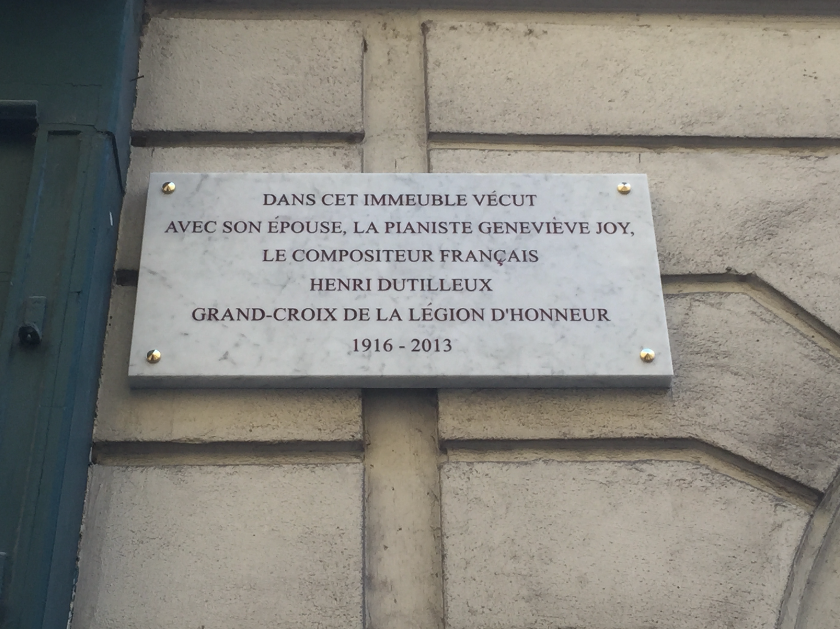 DANS CET IMMEUBLE VÉCUT
AVEC SON ÉPOUSE, LA PIANISTE GENEVIÈVE JOY,
LE COMPOSITEUR FRANÇAIS
HENRI DUTILLEUX
GRAND-CROIX DE LA LÉGION D'HONNEUR
1916 - 2013